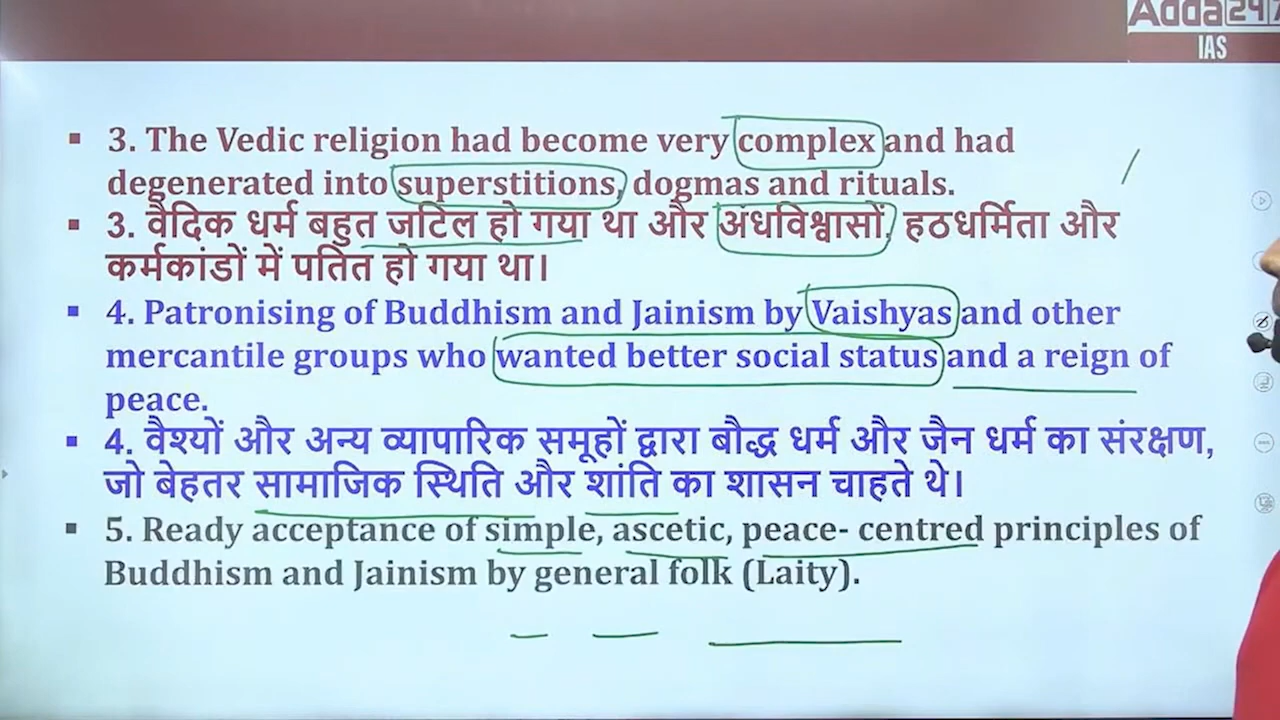 Adda247
IAS
▪ 3. The Vedic religion had become very complex and had
degenerated into superstitions, dogmas and rituals.
▪ 3. वैदिक धर्म बहुत जटिल हो गया था और अंधविश्वासों, हठधर्मिता और
कर्मकांडों में पतित हो गया था।
▪ 4. Patronising of Buddhism and Jainism by Vaishyas and other
mercantile groups who wanted better social status and a reign of
peace.
▪ 4. वैश्यों और अन्य व्यापारिक समूहों द्वारा बौद्ध धर्म और जैन धर्म का संरक्षण,
जो बेहतर सामाजिक स्थिति और शांति का शासन चाहते थे।
▪ 5. Ready acceptance of simple, ascetic, peace- centred principles of
Buddhism and Jainism by general folk (Laity).